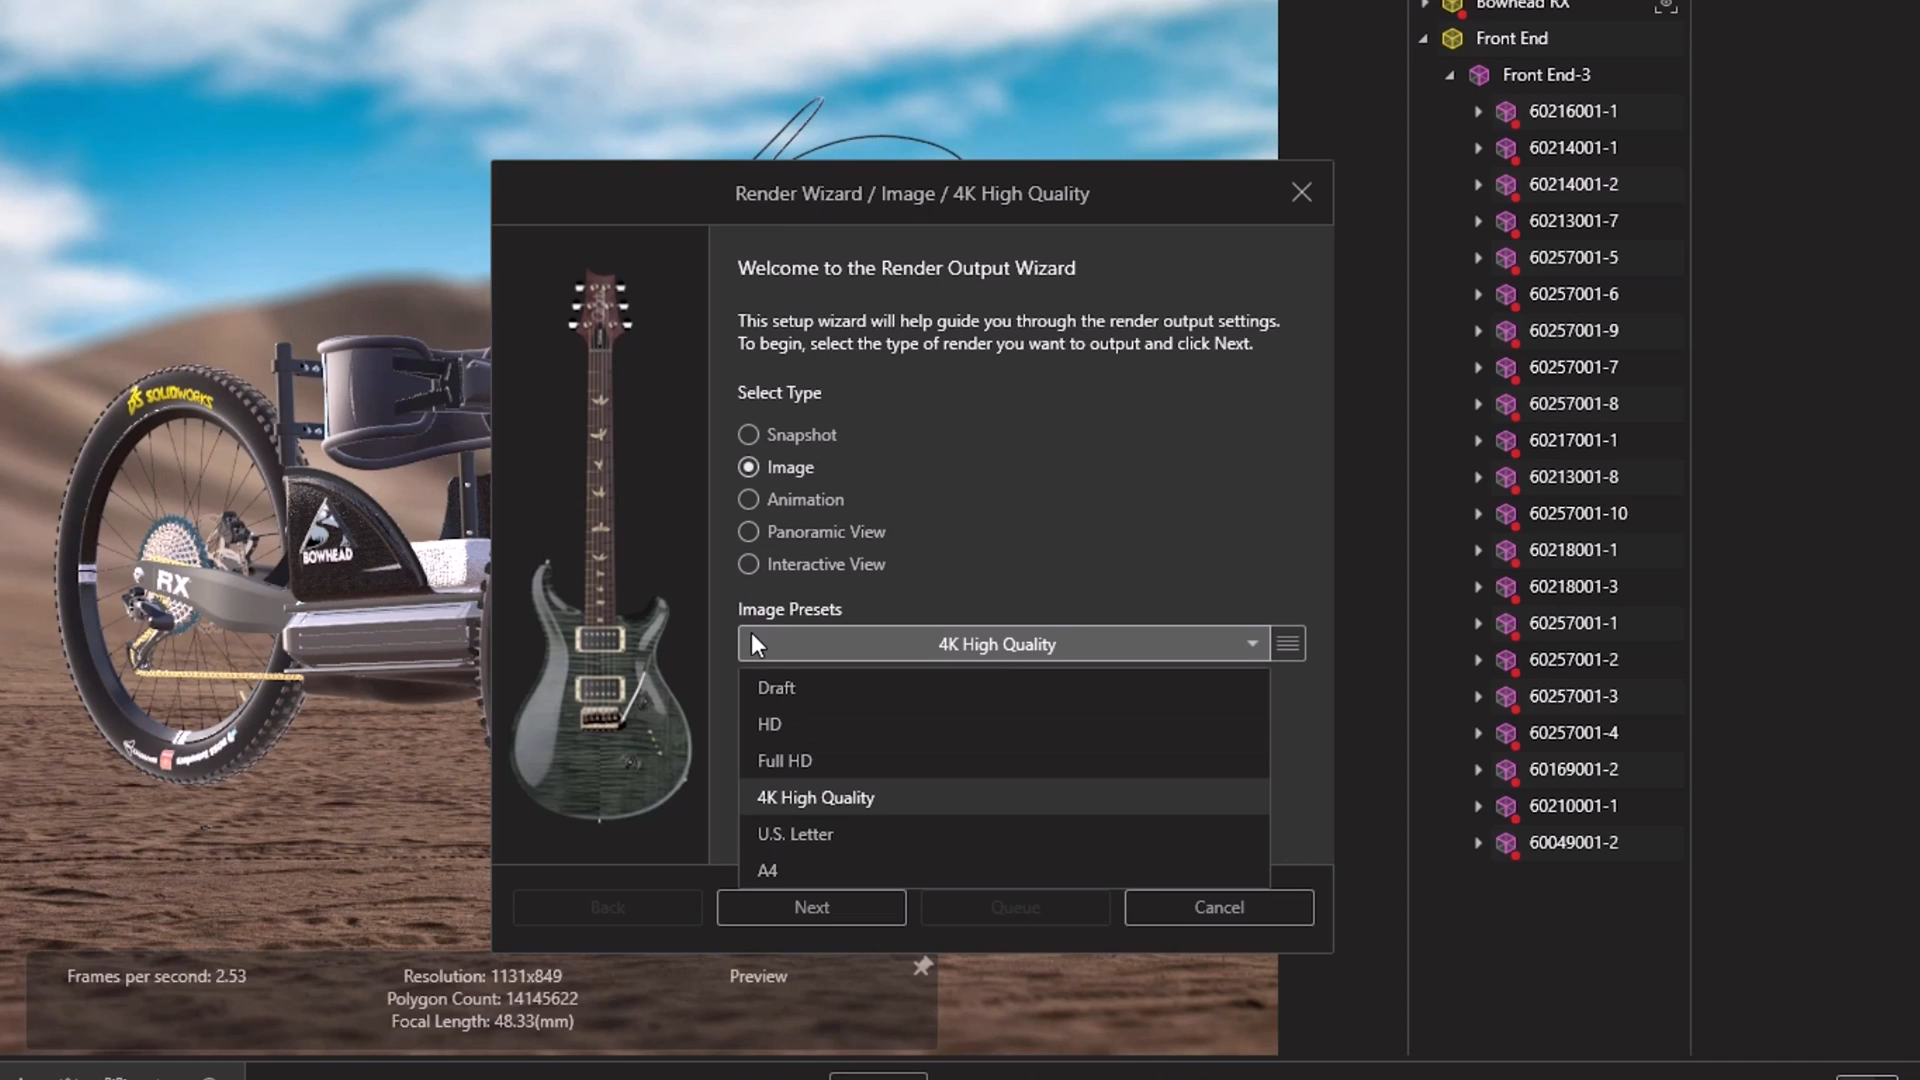 Bowhead RX
Front End
Front End-3
60216001-1
60214001-1
60214001-2
60213001-7
60257001-5
60257001-6
60257001-9
60257001-7
60257001-8
60217001-1
60213001-8
60257001-10
60218001-1
60218001-3
60257001-1
60257001-2
60257001-3
60257001-4
60169001-2
60210001-1
60049001-2
Render Wizard / Image / 4K High Quality
Welcome to the Render Output Wizard
This setup wizard will help guide you through the render output settings.
To begin, select the type of render you want to output and click Next.
Select Type
Snapshot
Image
Animation
Panoramic View
Interactive View
Image Presets
4K High Quality
Draft
HD
Full HD
4K High Quality
U.S. Letter
A4
Back
Next
Queue
Cancel
SOLIDWORKS
BOWHEAD
RX
Frames per second: 2.53
Resolution: 1131x849
Polygon Count: 14145622
Focal Length: 48.33(mm)
Preview